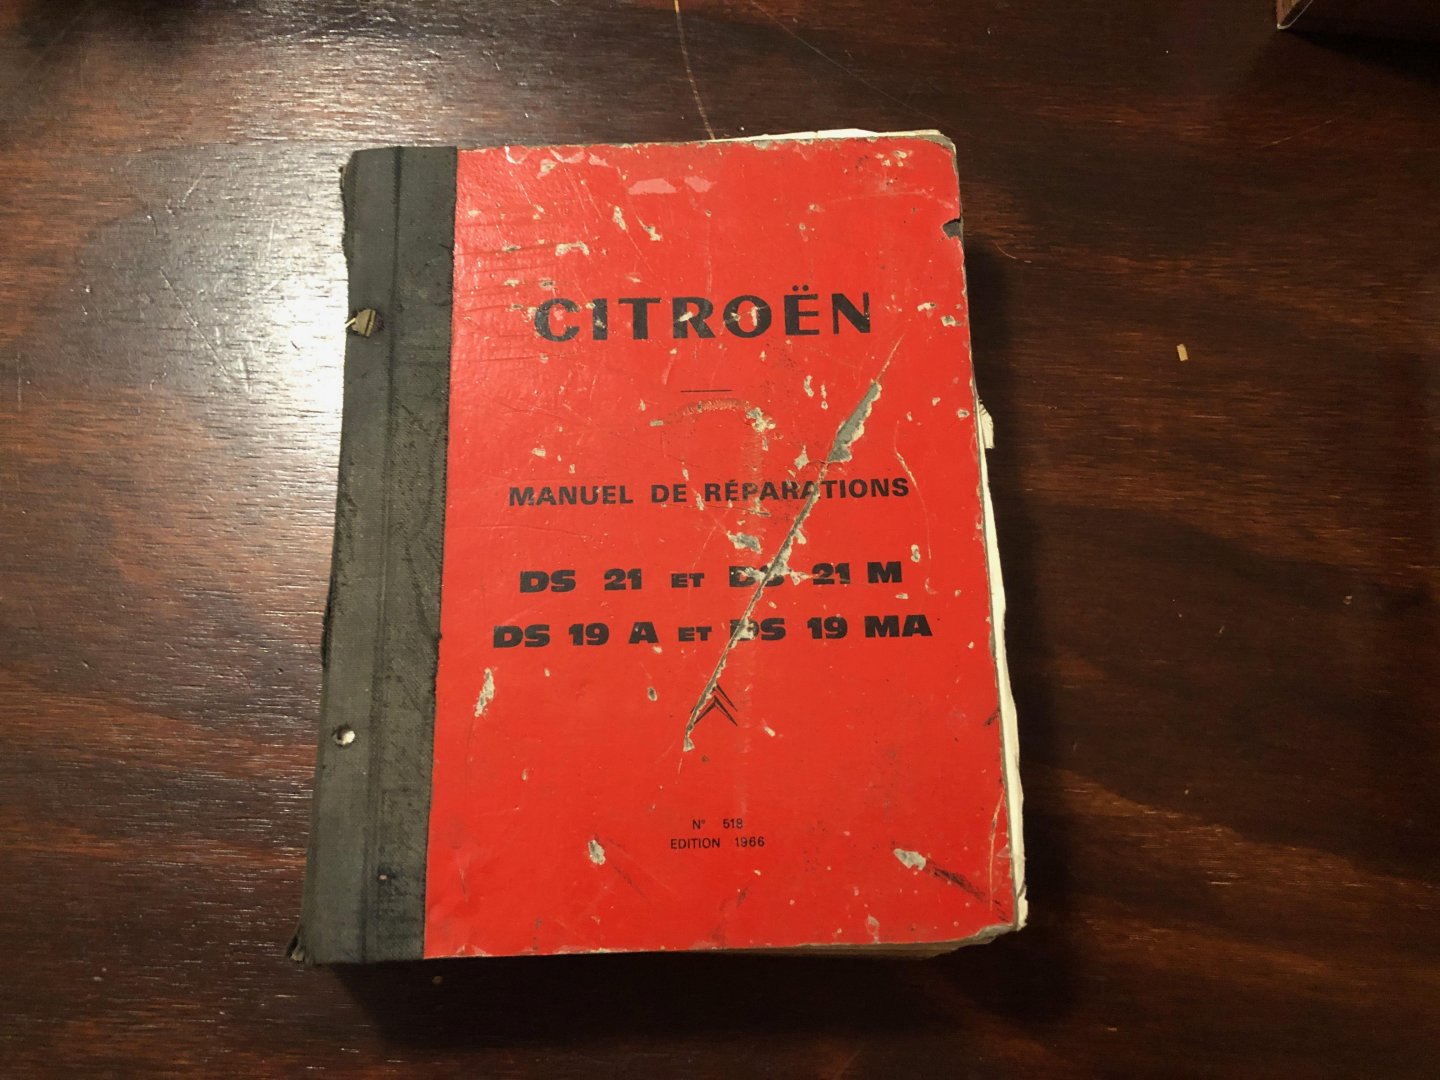 CITROËN
MANUEL DE RÉPARATIONS
DS 21 ET DS 21 M
DS 19 A ET DS 19 MA
N° 518
EDITION 1966